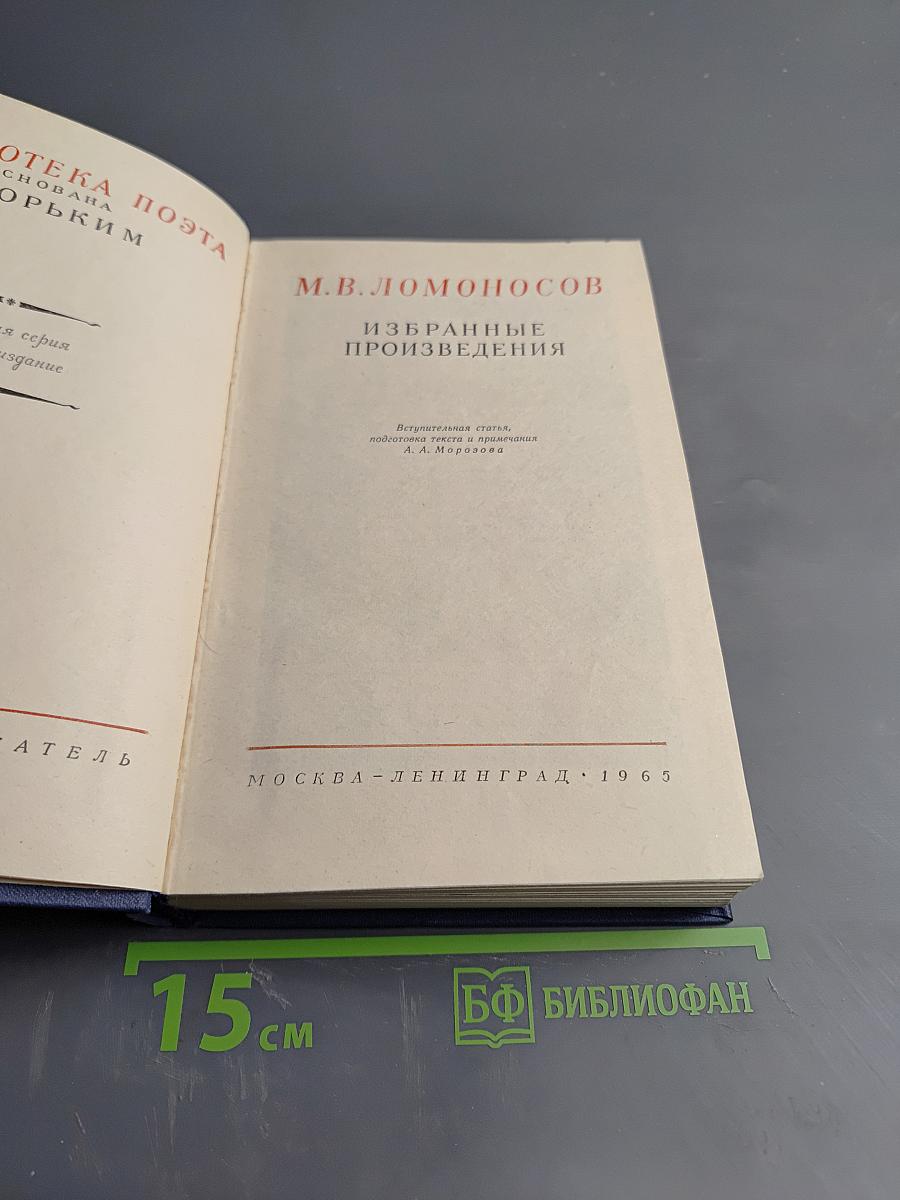 ОТЕКА ПОЭТА
СНОВАНА
ОРЬКИМ
ая серия
издание
АТЕЛЬ
М. В. ЛОМОНОСОВ
ИЗБРАННЫЕ
ПРОИЗВЕДЕНИЯ
Вступительная статья,
подготовка текста и примечания
А. А. Морозова
МОСКВА – ЛЕНИНГРАД · 1965
15 см
БФ БИБЛИОФАН